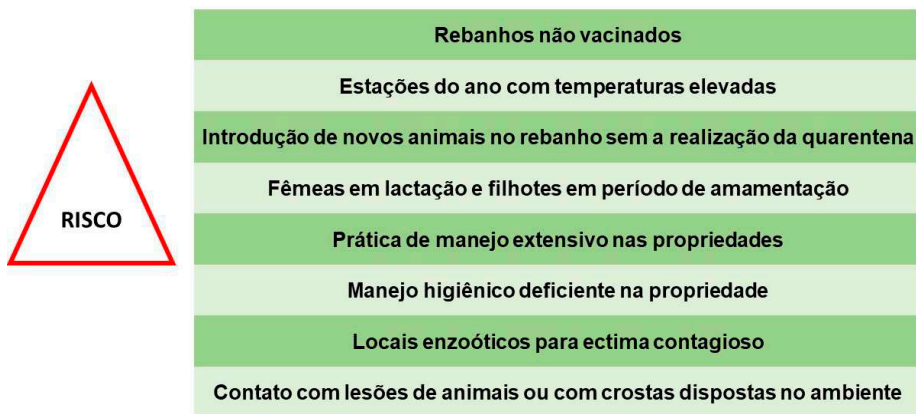 RISCO
Rebanhos não vacinados
Estações do ano com temperaturas elevadas
Introdução de novos animais no rebanho sem a realização da quarentena
Fêmeas em lactação e filhotes em período de amamentação
Prática de manejo extensivo nas propriedades
Manejo higiênico deficiente na propriedade
Locais enzoóticos para ectima contagioso
Contato com lesões de animais ou com crostas dispostas no ambiente